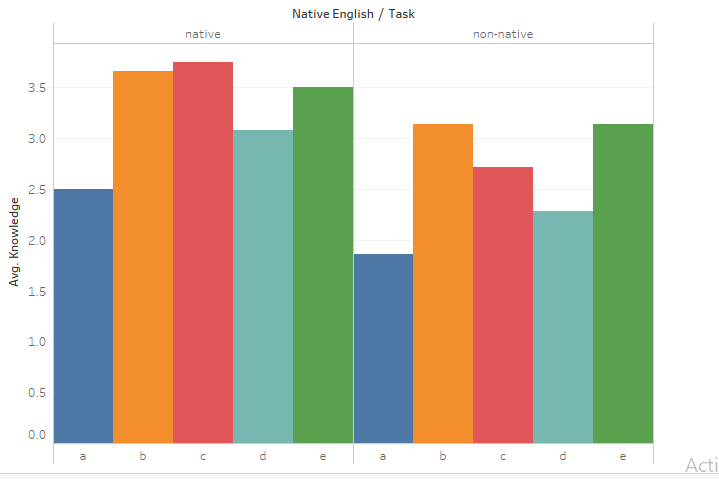 Native English / Task
native non-native
Avg. Knowledge
3.5
3.0
2.5
2.0
1.5
1.0
0.5
0.0
a b c d e a b c d e
Acti